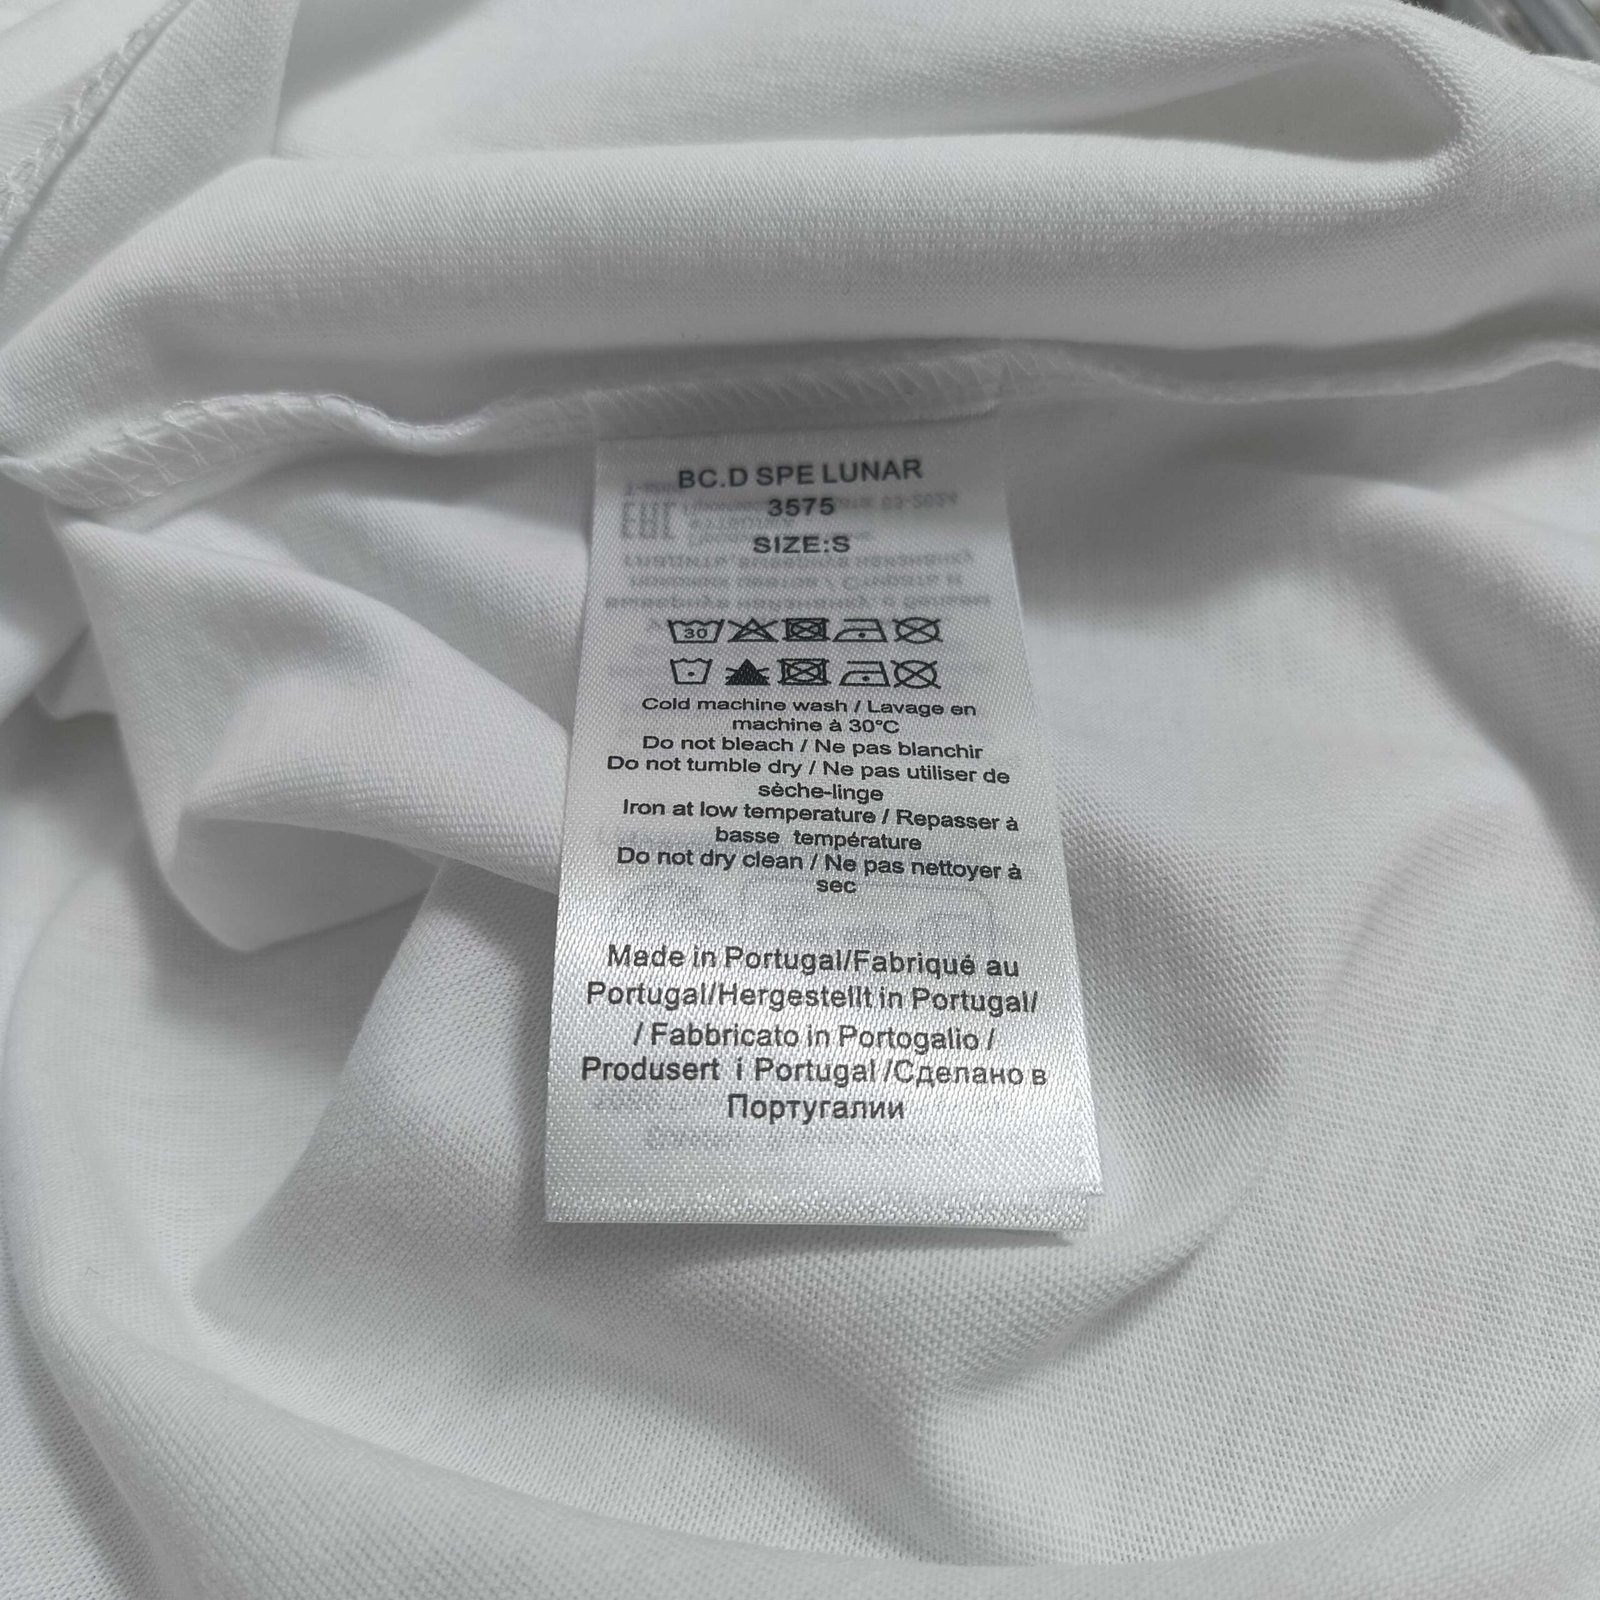 BC.D SPE LUNAR
3575
SIZE:S
30
Cold machine wash / Lavage en
machine à 30°C
Do not bleach / Ne pas blanchir
Do not tumble dry / Ne pas utiliser de
sèche-linge
Iron at low temperature / Repasser à
basse température
Do not dry clean / Ne pas nettoyer à
sec
Made in Portugal/Fabriqué au
Portugal/Hergestellt in Portugal/
/ Fabbricato in Portogalio /
Produsert i Portugal /Сделано в
Португалии